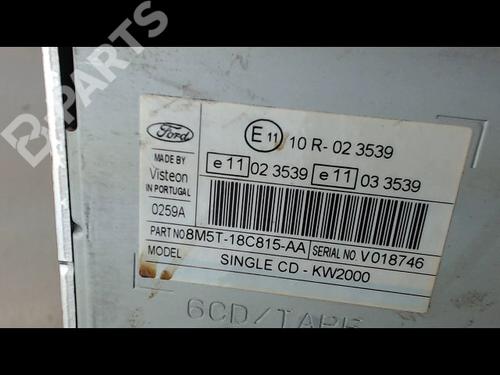 B-PARTS
Ford
E 11 10 R- 02 3539
MADE BY
Visteon
IN PORTUGAL
e 11 02 3539 e 11 03 3539
0259A
PART NO 8M5T-18C815-AA SERIAL NO. V018746
MODEL SINGLE CD - KW2000
6CD/TAPE